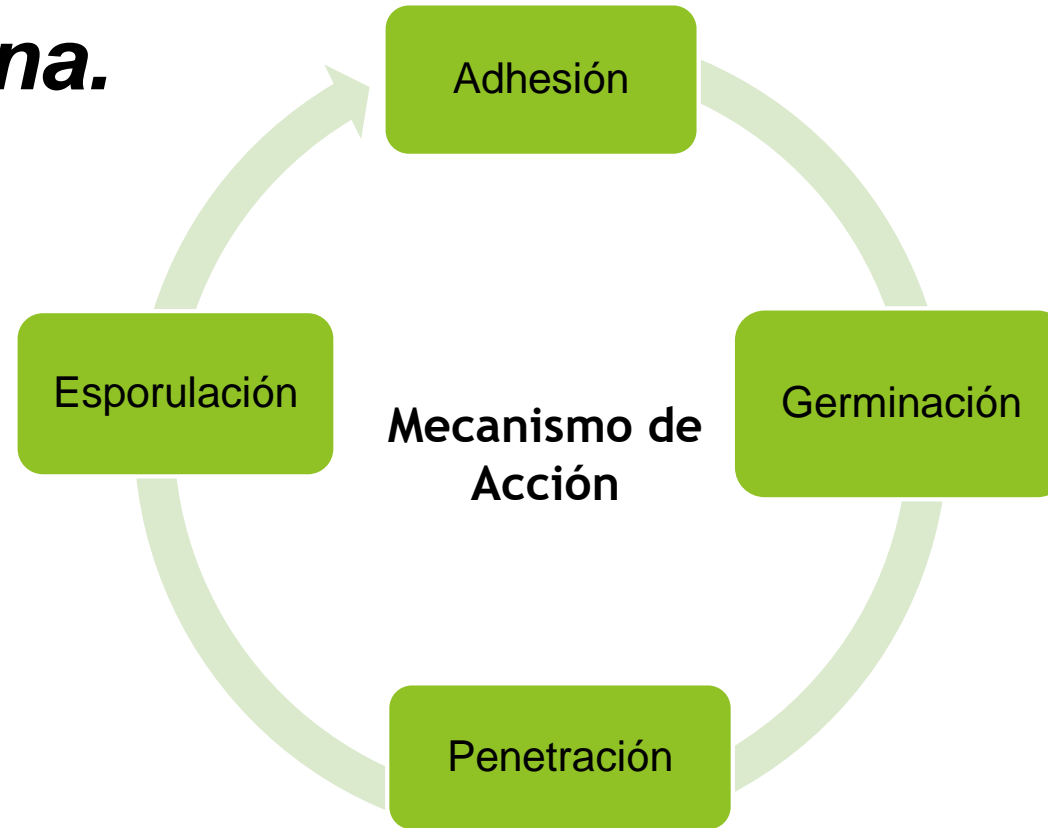 na.
Adhesión
Esporulación
Germinación
Mecanismo de
Acción
Penetración